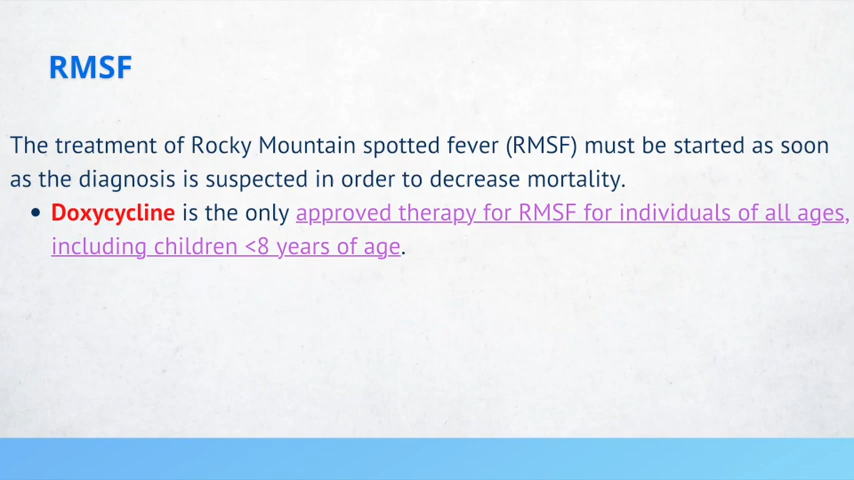 RMSF
The treatment of Rocky Mountain spotted fever (RMSF) must be started as soon
as the diagnosis is suspected in order to decrease mortality.
• Doxycycline is the only approved therapy for RMSF for individuals of all ages,
including children <8 years of age.